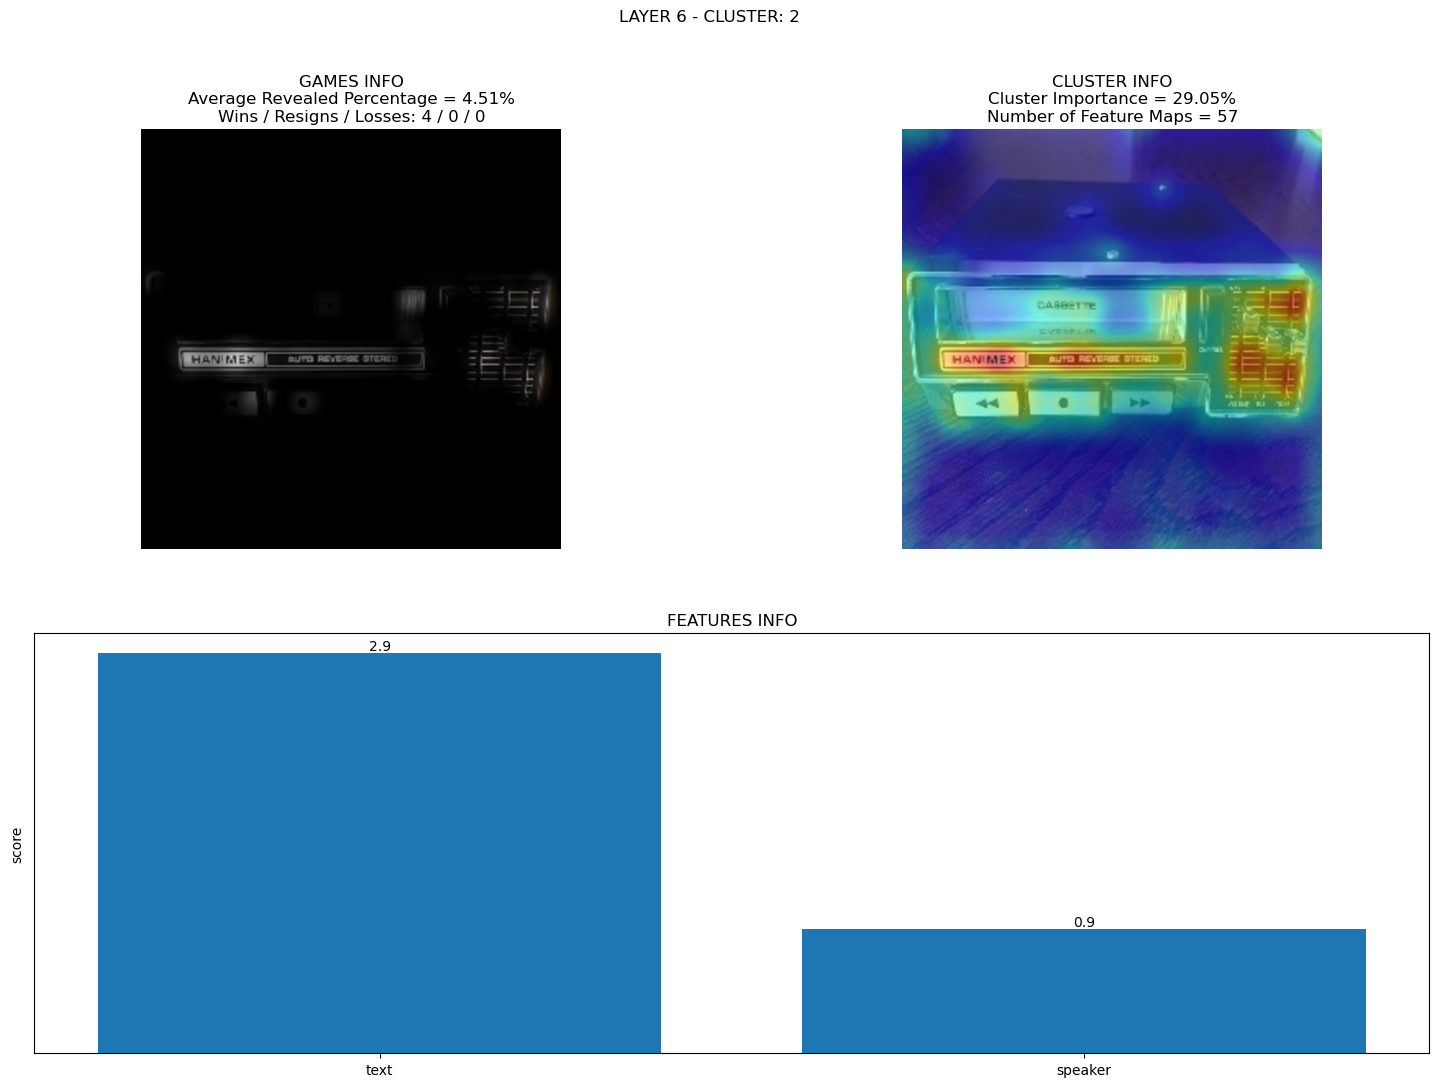 LAYER 6 - CLUSTER: 2
GAMES INFO
Average Revealed Percentage = 4.51%
Wins / Resigns / Losses: 4 / 0 / 0
HANIMEX AUTO REVERSE STEREO
CLUSTER INFO
Cluster Importance = 29.05%
Number of Feature Maps = 57
CASSETTE
HANIMEX AUTO REVERSE STEREO
FEATURES INFO
2.9
0.9
score
text speaker